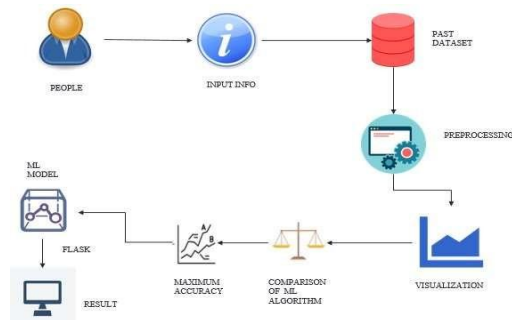 PEOPLE
INPUT INFO
PAST
DATASET
PREPROCESSING
VISUALIZATION
COMPARISON
OF ML
ALGORITHM
MAXIMUM
ACCURACY
A
B
ML
MODEL
FLASK
RESULT